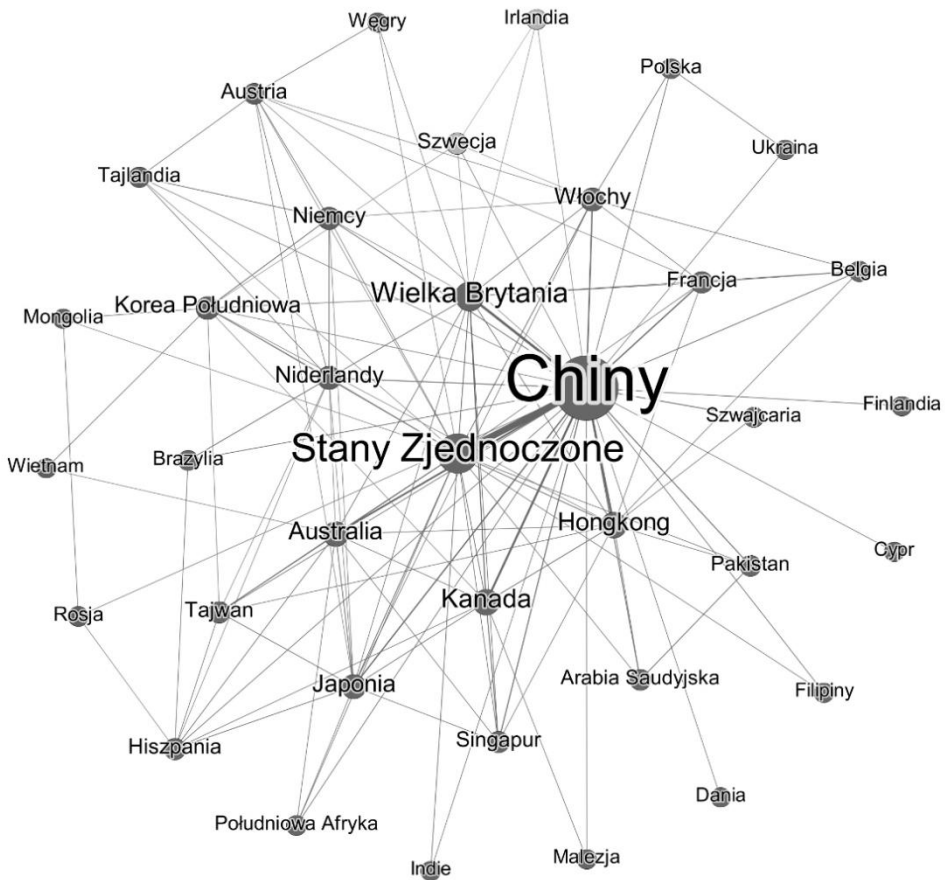 Węgry
Irlandia
Polska
Austria
Szwecja
Ukraina
Tajlandia
Włochy
Niemcy
Belgia
Francja
Wielka Brytania
Korea Południowa
Mongolia
Chiny
Niderlandy
Finlandia
Szwajcaria
Stany Zjednoczone
Brazylia
Wietnam
Hongkong
Australia
Cypr
Pakistan
Kanada
Tajwan
Rosja
Arabia Saudyjska
Japonia
Filipiny
Singapur
Hiszpania
Dania
Południowa Afryka
Malezja
Indie